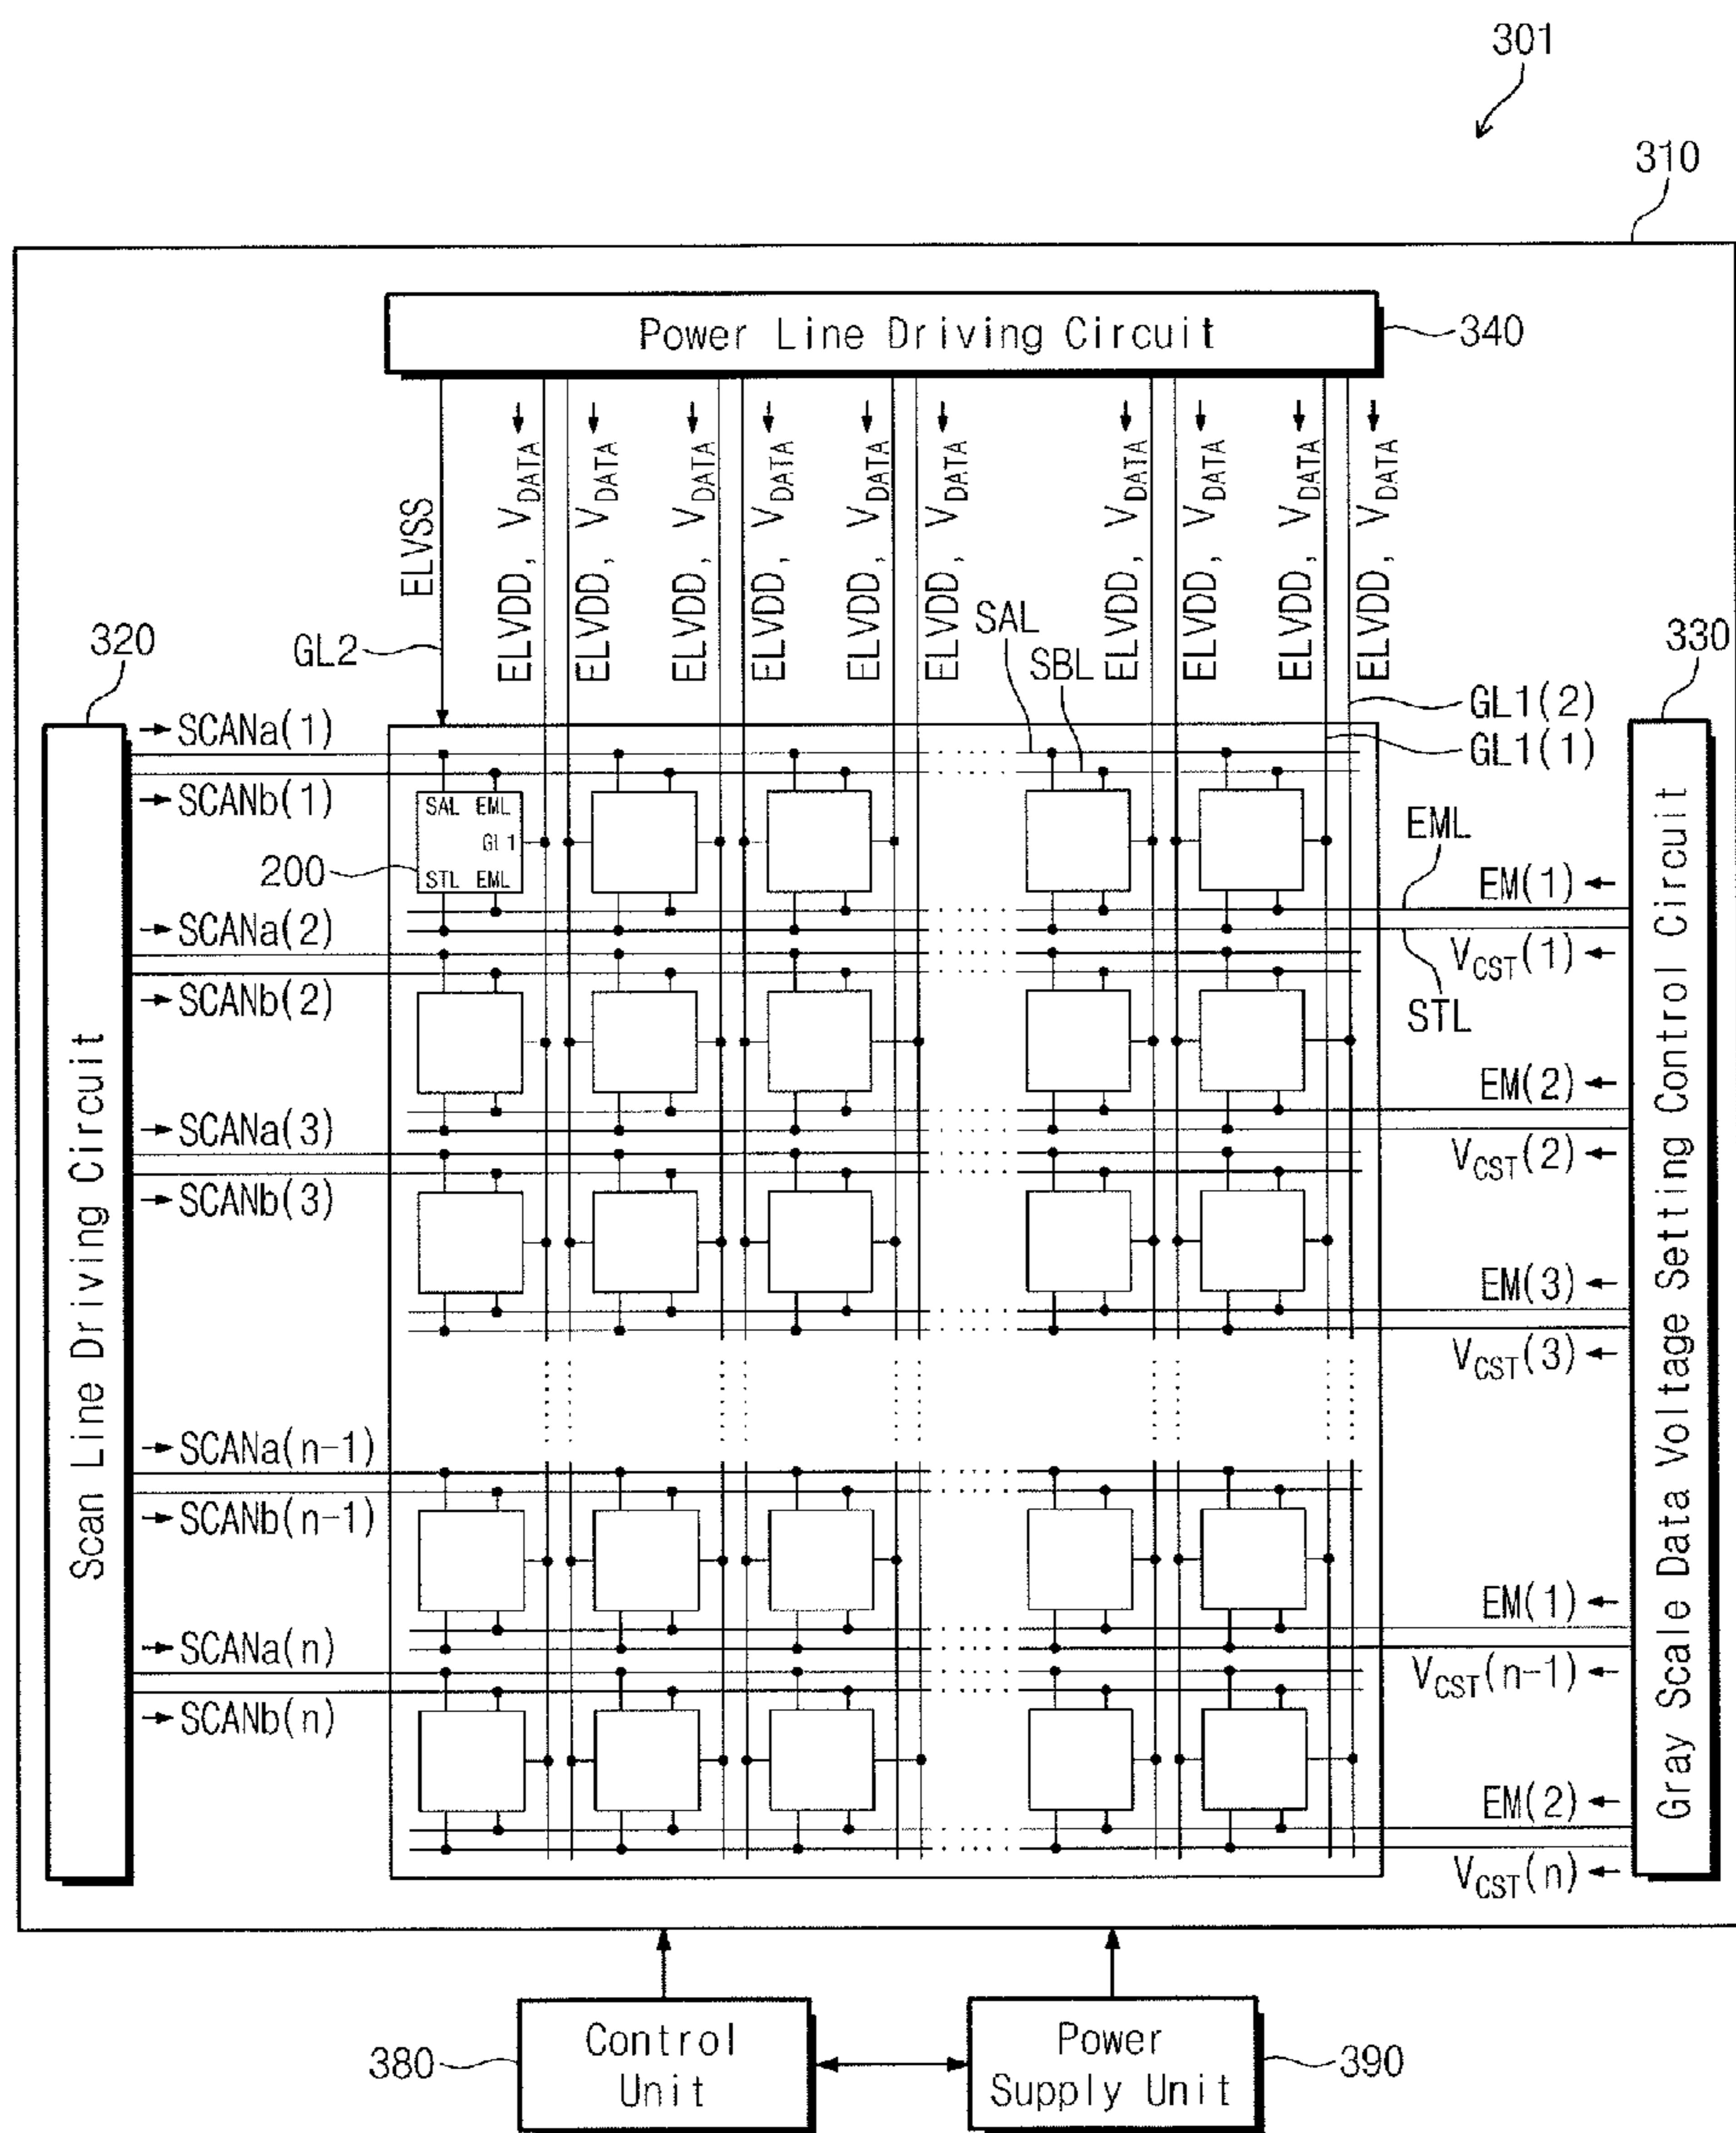 301
310
Power Line Driving Circuit
340
ELVSS
ELVDD, VDATA
ELVDD, VDATA
ELVDD, VDATA
ELVDD, VDATA
ELVDD, VDATA
ELVDD, VDATA
ELVDD, VDATA
ELVDD, VDATA
ELVDD, VDATA
ELVDD, VDATA
GL2
SAL
SBL
GL1(2)
GL1(1)
320
Scan Line Driving Circuit
330
Gray Scale Data Voltage Setting Control Circuit
SCANa(1)
SCANb(1)
SAL EML
GL1
STL EML
200
EML
EM(1)
SCANa(2)
VCST(1)
SCANb(2)
STL
EM(2)
SCANa(3)
VCST(2)
SCANb(3)
EM(3)
VCST(3)
SCANa(n-1)
SCANb(n-1)
EM(1)
SCANa(n)
VCST(n-1)
SCANb(n)
EM(2)
VCST(n)
Control
Unit
380
Power
Supply Unit
390